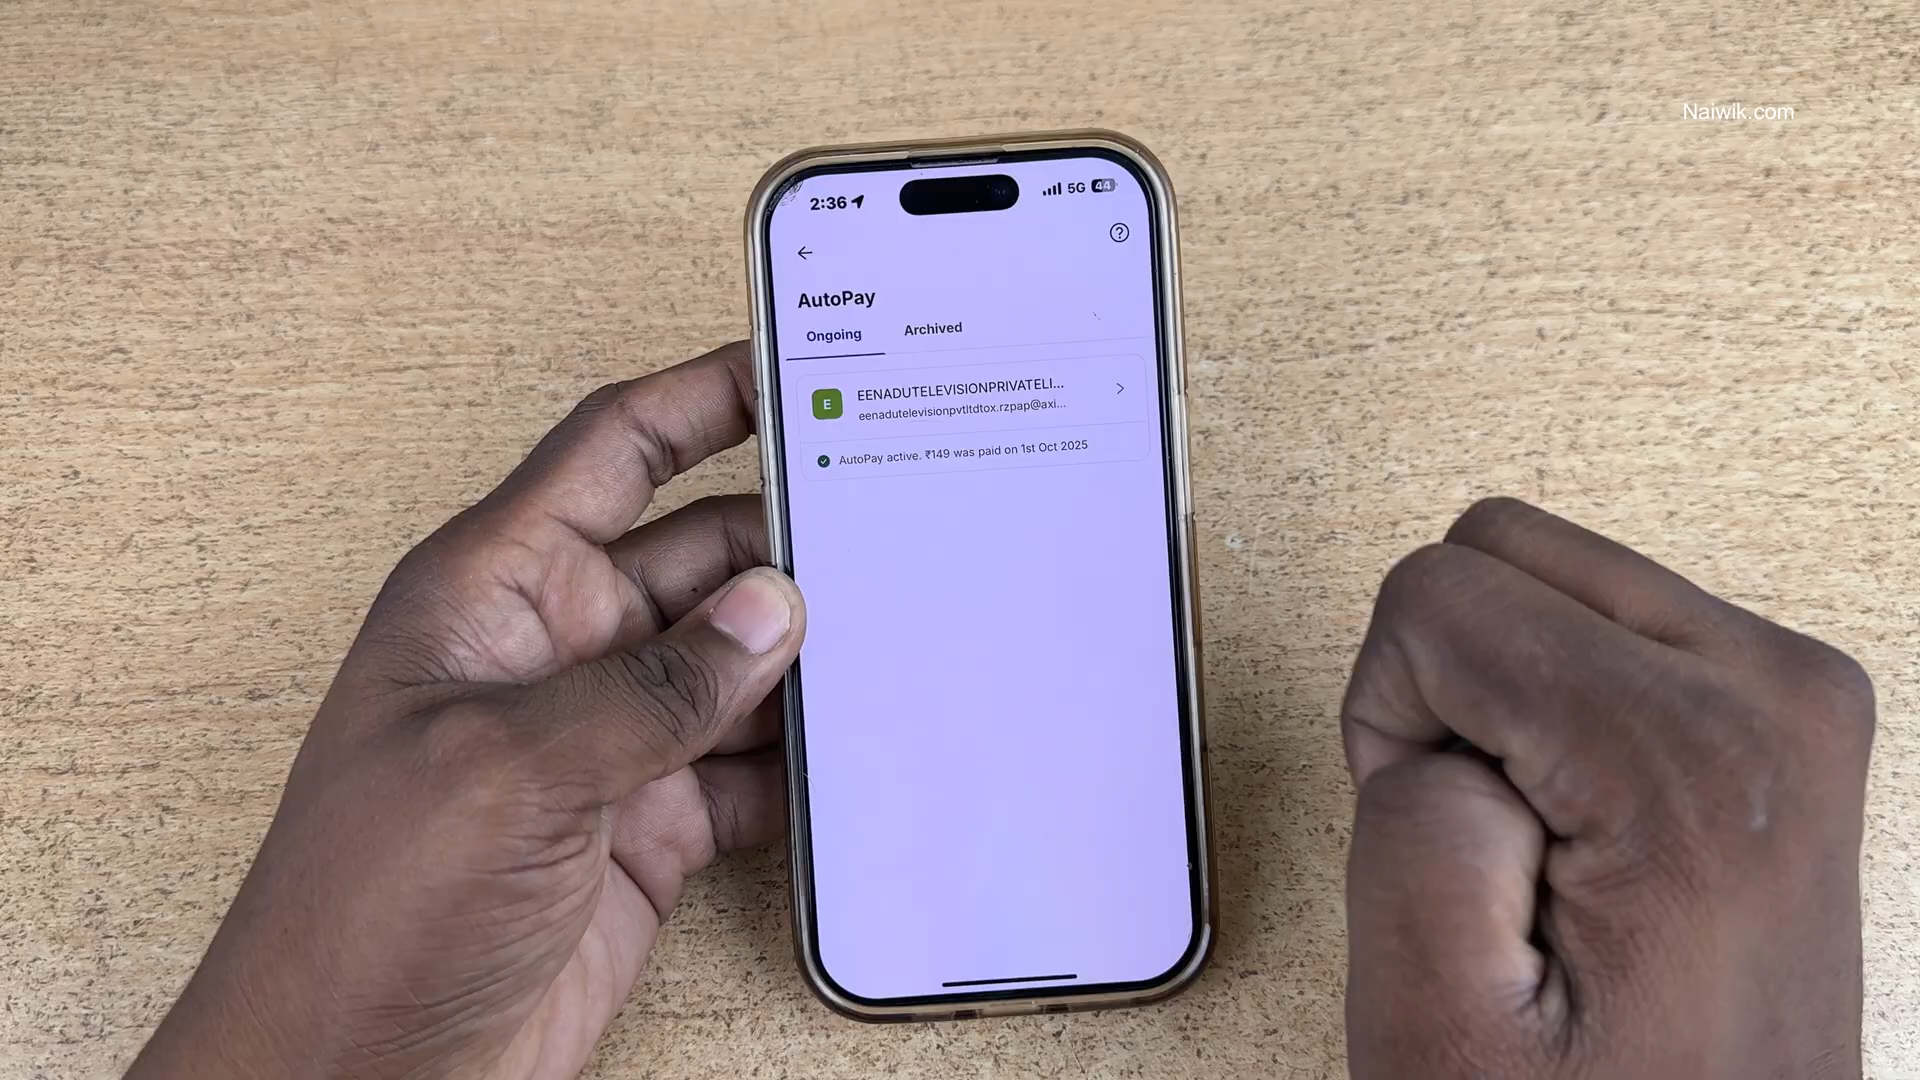 Naiwik.com
2:36 5G 44
AutoPay
Ongoing Archived
E EENADUTELEVISIONPRIVATELI...
eenadutelevisionpvtltdtox.rzpap@axi...
AutoPay active. ₹149 was paid on 1st Oct 2025